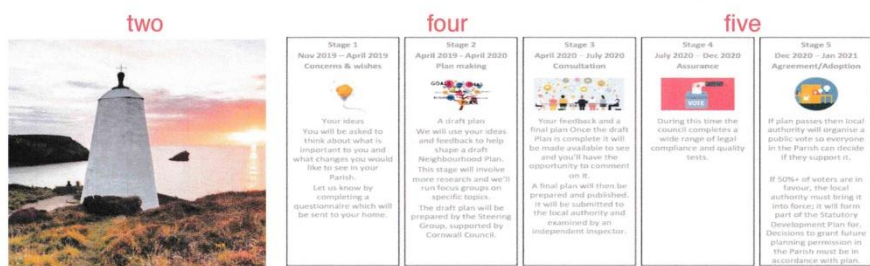 two
four
five
Stage 1
Nov 2019 – April 2019
Concerns & wishes
Your ideas
You will be asked to
think about what is
important to you and
what changes you would
like to see in your
Parish.
Let us know by
completing a
questionnaire which will
be sent to your home.
Stage 2
April 2019 - April 2020
Plan making
GOALS
A draft plan
We will use your ideas
and feedback to help
shape a draft
Neighbourhood Plan.
This stage will involve
more research and we'll
run focus groups on
specific topics.
The draft plan will be
prepared by the Steering
Group, supported by
Cornwall Council.
Stage 3
April 2020 – July 2020
Consultation
Your feedback and a
final plan Once the draft
Plan is complete it will
be made available to see
and you'll have the
opportunity to comment
on it.
A final plan will then be
prepared and published.
It will be submitted to
the local authority and
examined by an
independent Inspector.
Stage 4
July 2020 – Dec 2020
Assurance
VOTE
During this time the
council completes a
wide range of legal
compliance and quality
tests.
Stage 5
Dec 2020 – Jan 2021
Agreement/Adoption
If plan passes then local
authority will organise a
public vote so everyone
in the Parish can decide
if they support it.
If 50%+ of voters are in
favour, the local
authority must bring it
into force; it will form
part of the Statutory
Development Plan for.
Decisions to grant future
planning permission in
the Parish must be in
accordance with plan.